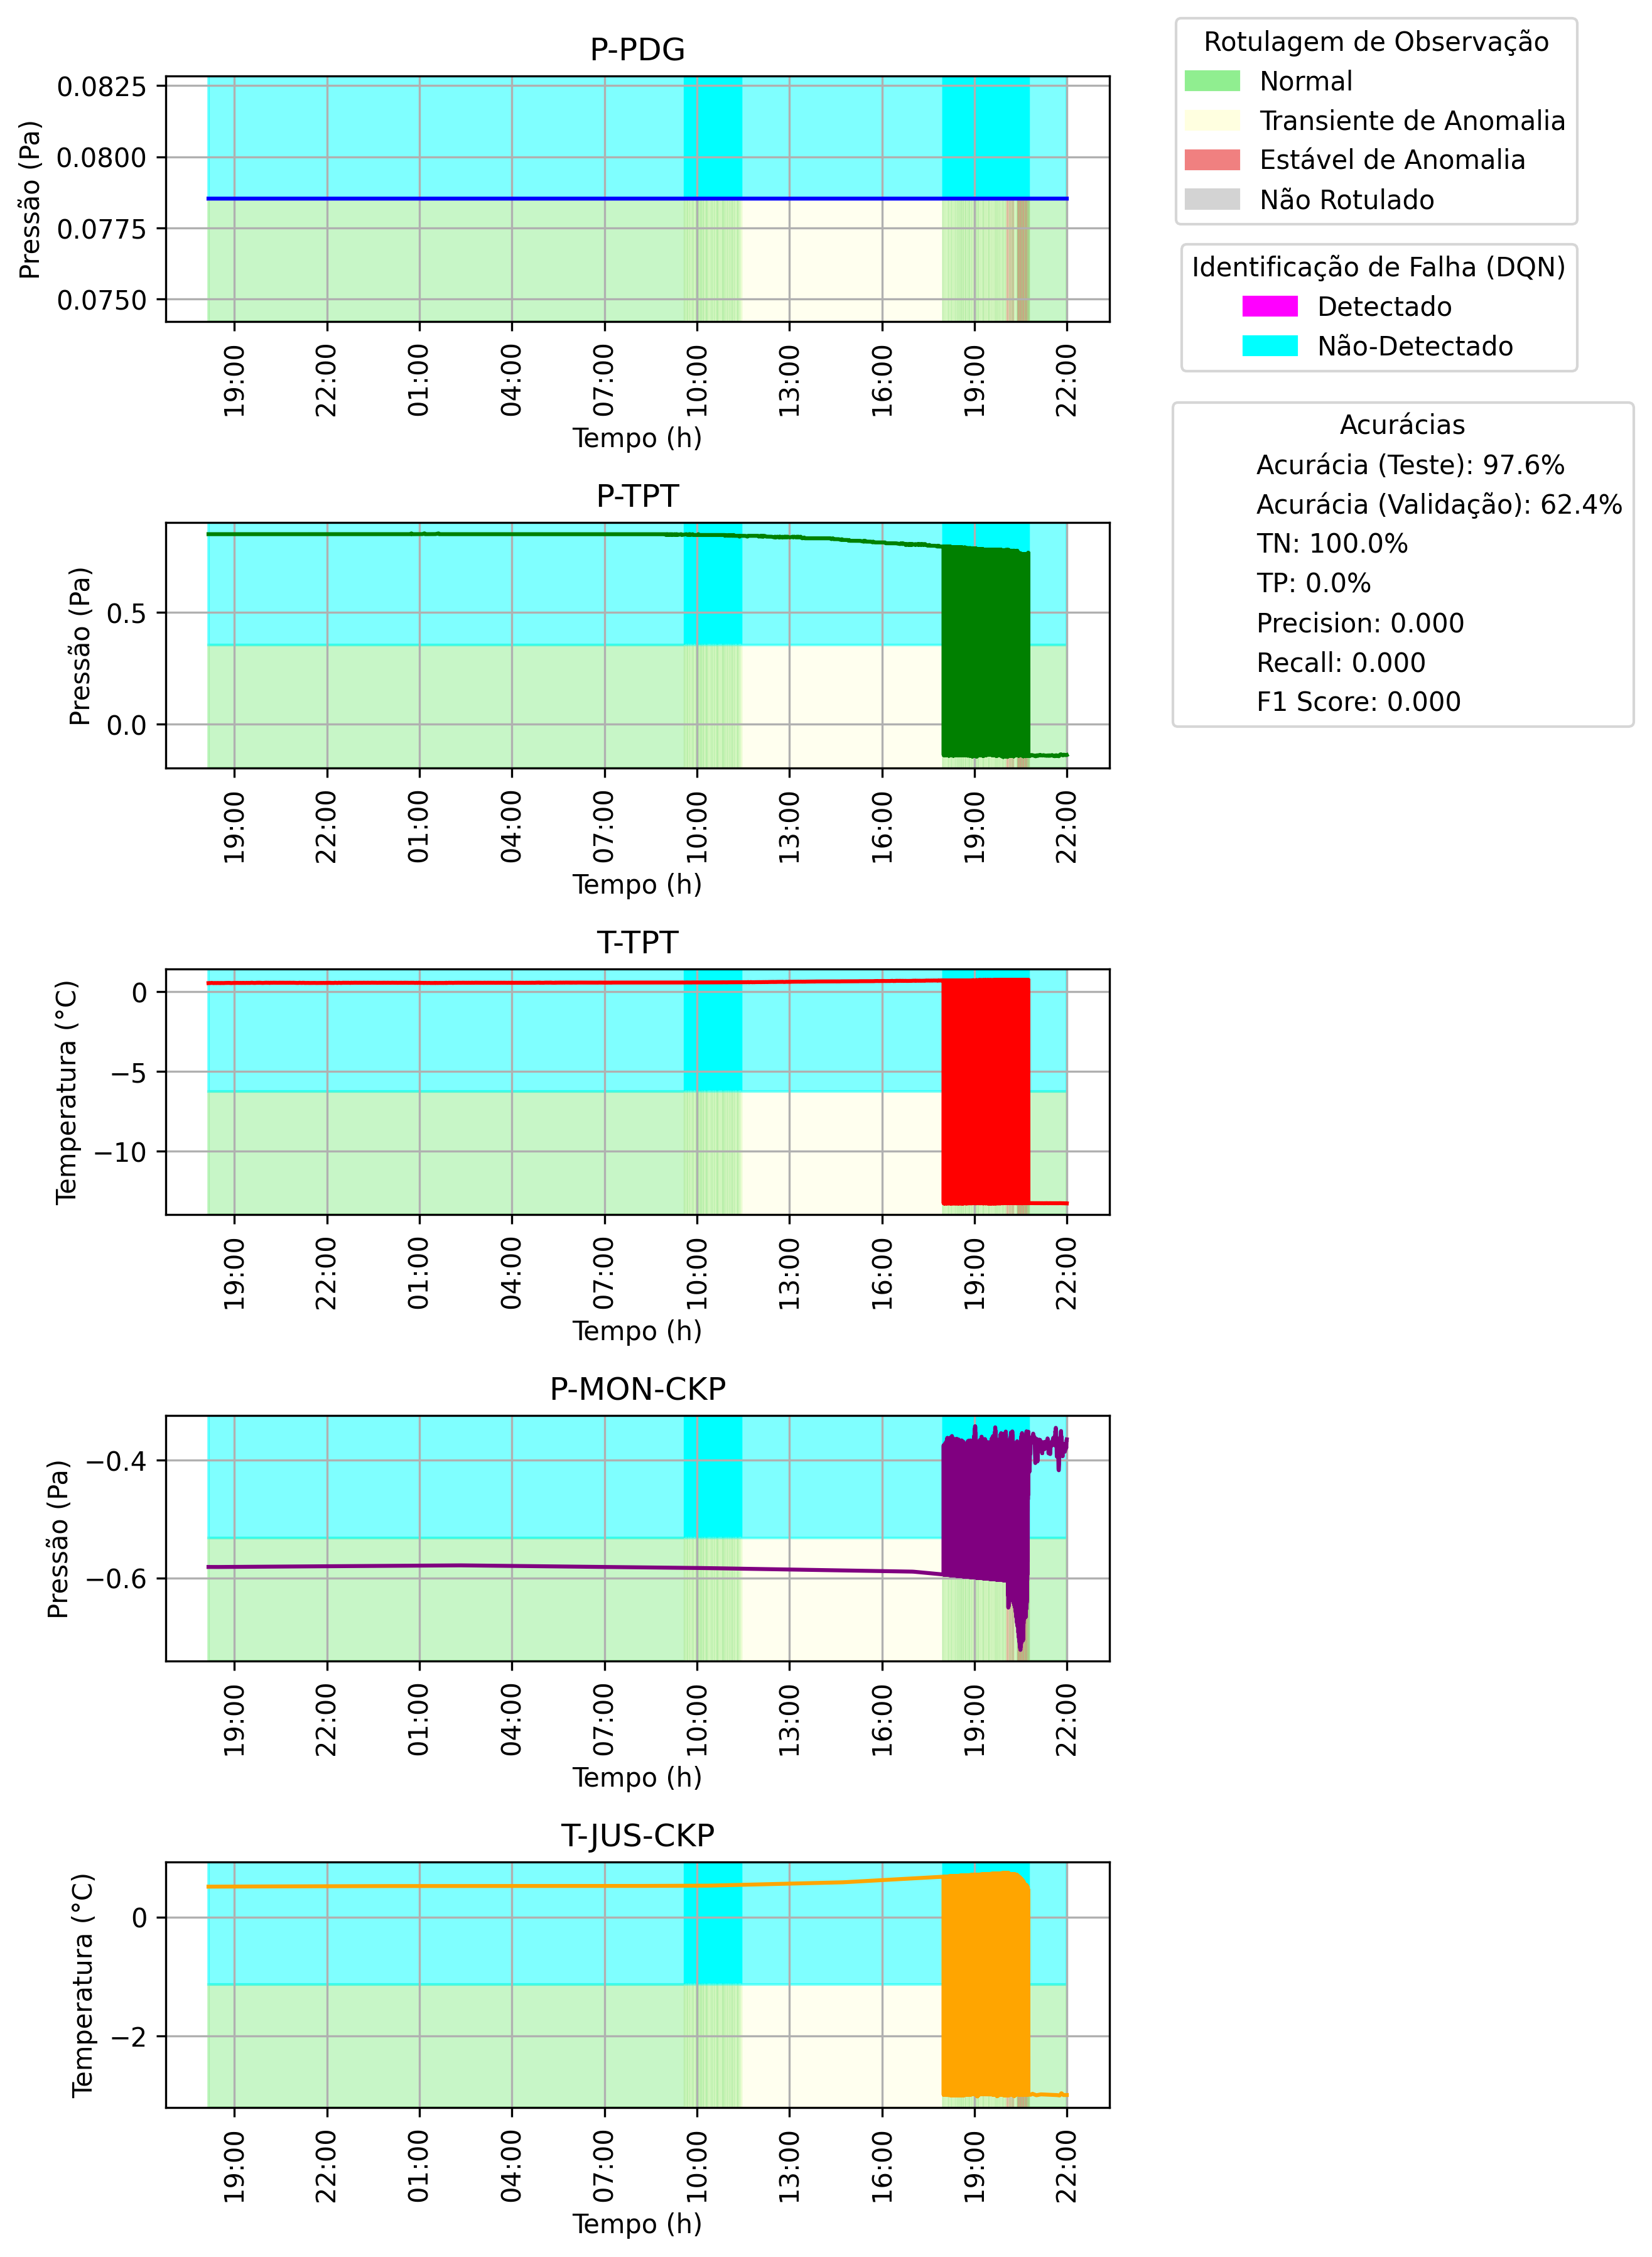 P-PDG
0.0825
0.0800
0.0775
0.0750
Pressão (Pa)
19:00
22:00
01:00
04:00
07:00
10:00
13:00
16:00
19:00
22:00
Tempo (h)
Rotulagem de Observação
Normal
Transiente de Anomalia
Estável de Anomalia
Não Rotulado
Identificação de Falha (DQN)
Detectado
Não-Detectado
Acurácias
Acurácia (Teste): 97.6%
Acurácia (Validação): 62.4%
TN: 100.0%
TP: 0.0%
Precision: 0.000
Recall: 0.000
F1 Score: 0.000
P-TPT
0.5
0.0
Pressão (Pa)
19:00
22:00
01:00
04:00
07:00
10:00
13:00
16:00
19:00
22:00
Tempo (h)
T-TPT
0
−5
−10
Temperatura (°C)
19:00
22:00
01:00
04:00
07:00
10:00
13:00
16:00
19:00
22:00
Tempo (h)
P-MON-CKP
−0.4
−0.6
Pressão (Pa)
19:00
22:00
01:00
04:00
07:00
10:00
13:00
16:00
19:00
22:00
Tempo (h)
T-JUS-CKP
0
−2
Temperatura (°C)
19:00
22:00
01:00
04:00
07:00
10:00
13:00
16:00
19:00
22:00
Tempo (h)